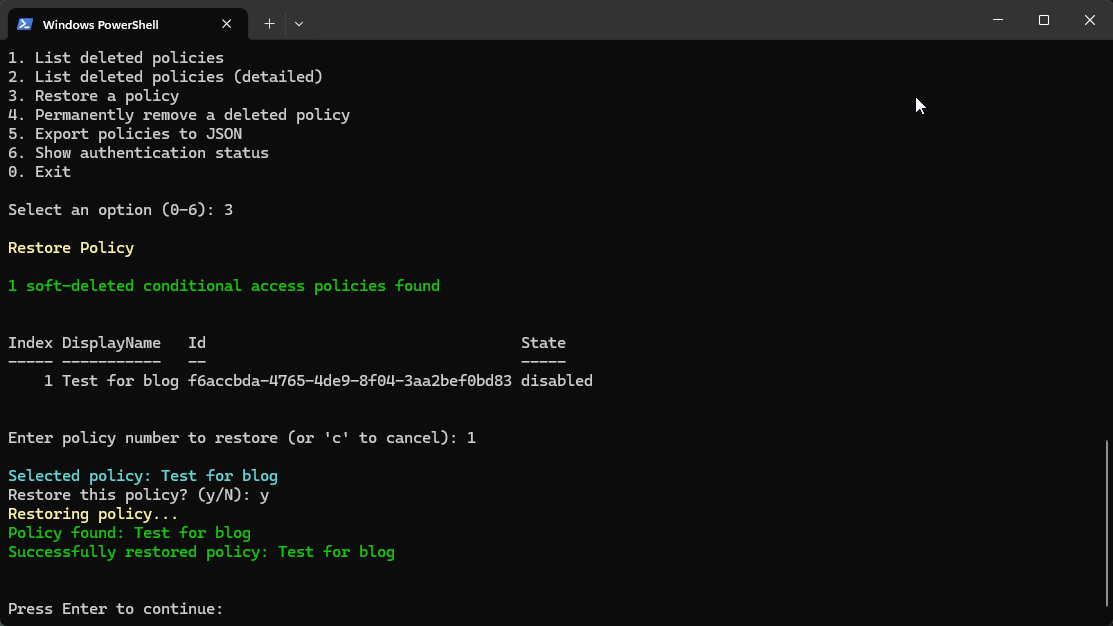 Windows PowerShell
1. List deleted policies
2. List deleted policies (detailed)
3. Restore a policy
4. Permanently remove a deleted policy
5. Export policies to JSON
6. Show authentication status
0. Exit
Select an option (0-6): 3
Restore Policy
1 soft-deleted conditional access policies found
Index DisplayName   Id                                   State
----- -----------   --                                   -----
    1 Test for blog f6accbda-4765-4de9-8f04-3aa2bef0bd83 disabled
Enter policy number to restore (or 'c' to cancel): 1
Selected policy: Test for blog
Restore this policy? (y/N): y
Restoring policy...
Policy found: Test for blog
Successfully restored policy: Test for blog
Press Enter to continue: